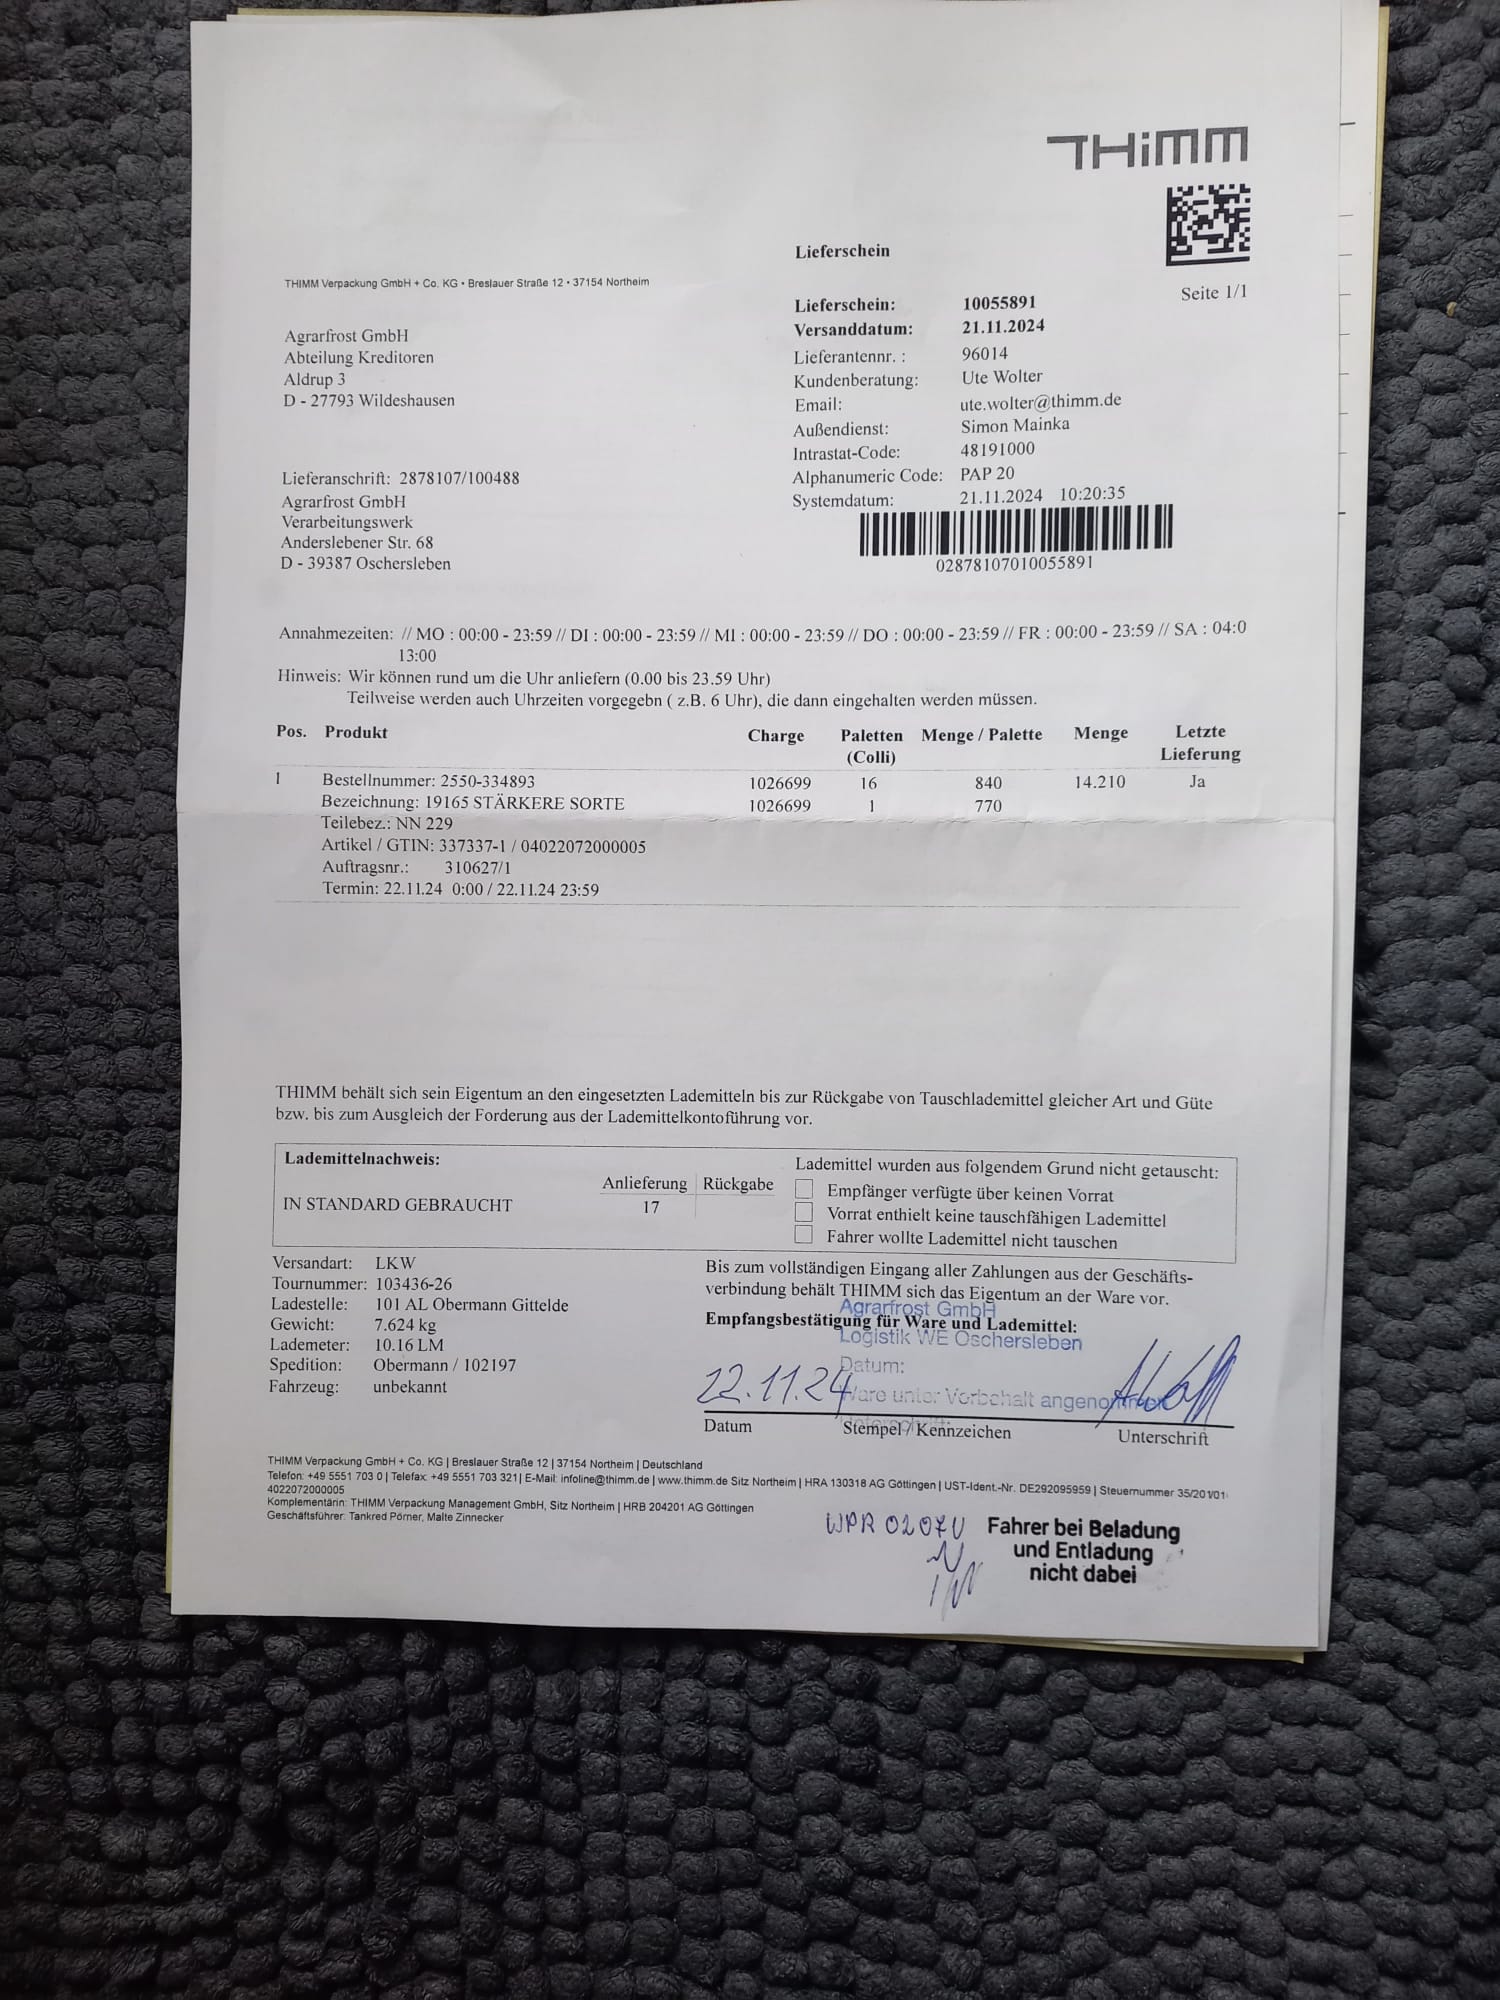 THIMM
Lieferschein
Seite 1/1
THIMM Verpackung GmbH + Co. KG • Breslauer Straße 12 • 37154 Northeim
Agrarfrost GmbH
Abteilung Kreditoren
Aldrup 3
D - 27793 Wildeshausen
Lieferschein: 10055891
Versanddatum: 21.11.2024
Lieferantennr. : 96014
Kundenberatung: Ute Wolter
Email: ute.wolter@thimm.de
Außendienst: Simon Mainka
Intrastat-Code: 48191000
Alphanumeric Code: PAP 20
Systemdatum: 21.11.2024 10:20:35
02878107010055891
Lieferanschrift: 2878107/100488
Agrarfrost GmbH
Verarbeitungswerk
Anderslebener Str. 68
D - 39387 Oschersleben
Annahmezeiten: // MO : 00:00 - 23:59 // DI : 00:00 - 23:59 // MI : 00:00 - 23:59 // DO : 00:00 - 23:59 // FR : 00:00 - 23:59 // SA : 04:0
13:00
Hinweis: Wir können rund um die Uhr anliefern (0.00 bis 23.59 Uhr)
Teilweise werden auch Uhrzeiten vorgegebn ( z.B. 6 Uhr), die dann eingehalten werden müssen.
Pos. Produkt Charge Paletten (Colli) Menge / Palette Menge Letzte Lieferung
1 Bestellnummer: 2550-334893 1026699 16 840 14.210 Ja
Bezeichnung: 19165 STÄRKERE SORTE 1026699 1 770
Teilebez.: NN 229
Artikel / GTIN: 337337-1 / 04022072000005
Auftragsnr.: 310627/1
Termin: 22.11.24 0:00 / 22.11.24 23:59
THIMM behält sich sein Eigentum an den eingesetzten Lademitteln bis zur Rückgabe von Tauschlademittel gleicher Art und Güte
bzw. bis zum Ausgleich der Forderung aus der Lademittelkontoführung vor.
Lademittelnachweis:
Anlieferung Rückgabe
IN STANDARD GEBRAUCHT 17
Lademittel wurden aus folgendem Grund nicht getauscht:
Empfänger verfügte über keinen Vorrat
Vorrat enthielt keine tauschfähigen Lademittel
Fahrer wollte Lademittel nicht tauschen
Versandart: LKW
Tournummer: 103436-26
Ladestelle: 101 AL Obermann Gittelde
Gewicht: 7.624 kg
Lademeter: 10.16 LM
Spedition: Obermann / 102197
Fahrzeug: unbekannt
Bis zum vollständigen Eingang aller Zahlungen aus der Geschäfts-
verbindung behält THIMM sich das Eigentum an der Ware vor.
Agrarfrost GmbH
Empfangsbestätigung für Ware und Lademittel:
Logistik WE Oschersleben
Datum:
22.11.24
Ware unter Vorbehalt angenommen
Unterschrift:
Datum Stempel / Kennzeichen Unterschrift
THIMM Verpackung GmbH + Co. KG | Breslauer Straße 12 | 37154 Northeim | Deutschland
Telefon: +49 5551 703 0 | Telefax: +49 5551 703 321| E-Mail: infoline@thimm.de | www.thimm.de Sitz Northeim | HRA 130318 AG Göttingen | UST-Ident.-Nr. DE292095959 | Steuernummer 35/201/01
4022072000005
Komplementärin: THIMM Verpackung Management GmbH, Sitz Northeim | HRB 204201 AG Göttingen
Geschäftsführer: Tankred Pörner, Malte Zinnecker
WPR 0207U
Fahrer bei Beladung
und Entladung
nicht dabei